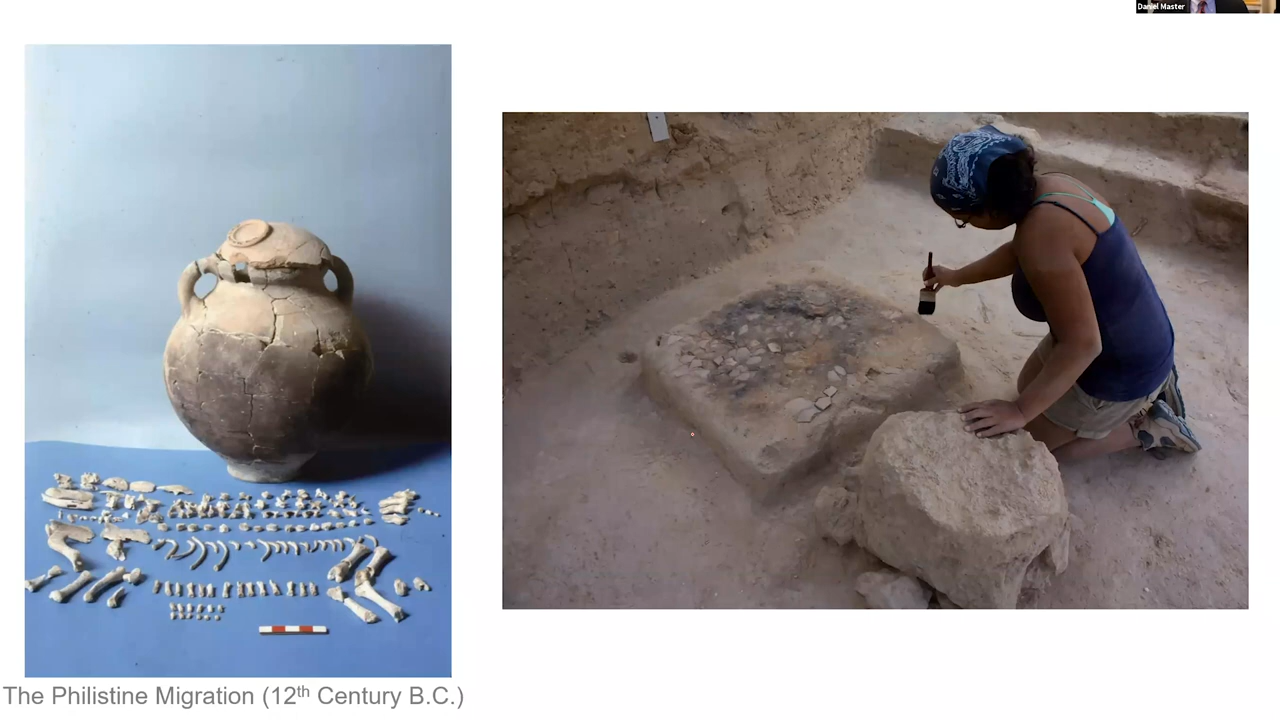 Daniel Master
The Philistine Migration (12th Century B.C.)